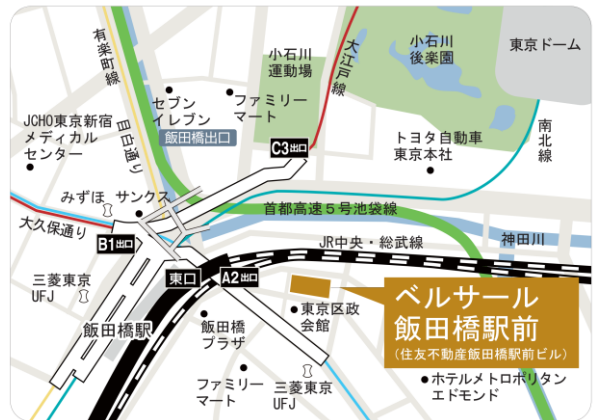 有楽町線
目白通り
セブン
イレブン
ファミリー
マート
小石川
運動場
大江戸線
小石川
後楽園
東京ドーム
飯田橋出口
JCHO東京新宿
メディカル
センター
C3出口
トヨタ自動車
東京本社
南北線
みずほ
サンクス
大久保通り
首都高速5号池袋線
B1出口
JR中央・総武線
神田川
東口
A2出口
三菱東京
UFJ
飯田橋駅
飯田橋
プラザ
東京区政
会館
ベルサール
飯田橋駅前
(住友不動産飯田橋駅前ビル)
ファミリー
マート
三菱東京
UFJ
ホテルメトロポリタン
エドモンド